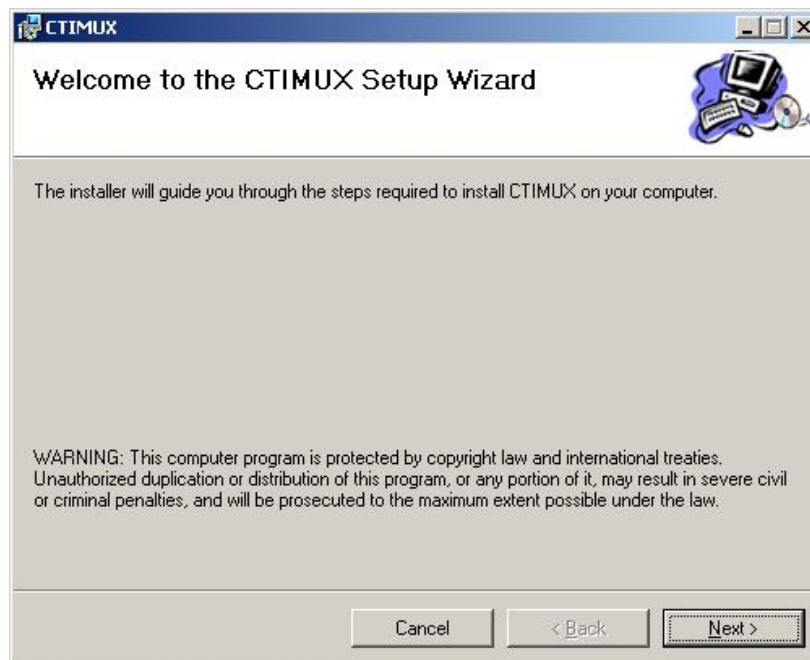 CTIMUX
Welcome to the CTIMUX Setup Wizard
The installer will guide you through the steps required to install CTIMUX on your computer.
WARNING: This computer program is protected by copyright law and international treaties.
Unauthorized duplication or distribution of this program, or any portion of it, may result in severe civil
or criminal penalties, and will be prosecuted to the maximum extent possible under the law.
Cancel
< Back
Next >